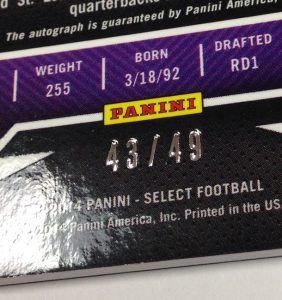 quarterbacks
The autograph is guaranteed by Panini America,
WEIGHT BORN DRAFTED
255 3/18/92 RD1
PANINI
43/49
2014 PANINI - SELECT FOOTBALL
Panini America, Inc. Printed in the US